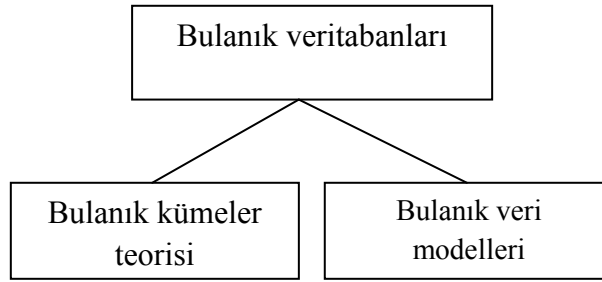 Bulanık veritabanları
Bulanık kümeler
teorisi
Bulanık veri
modelleri